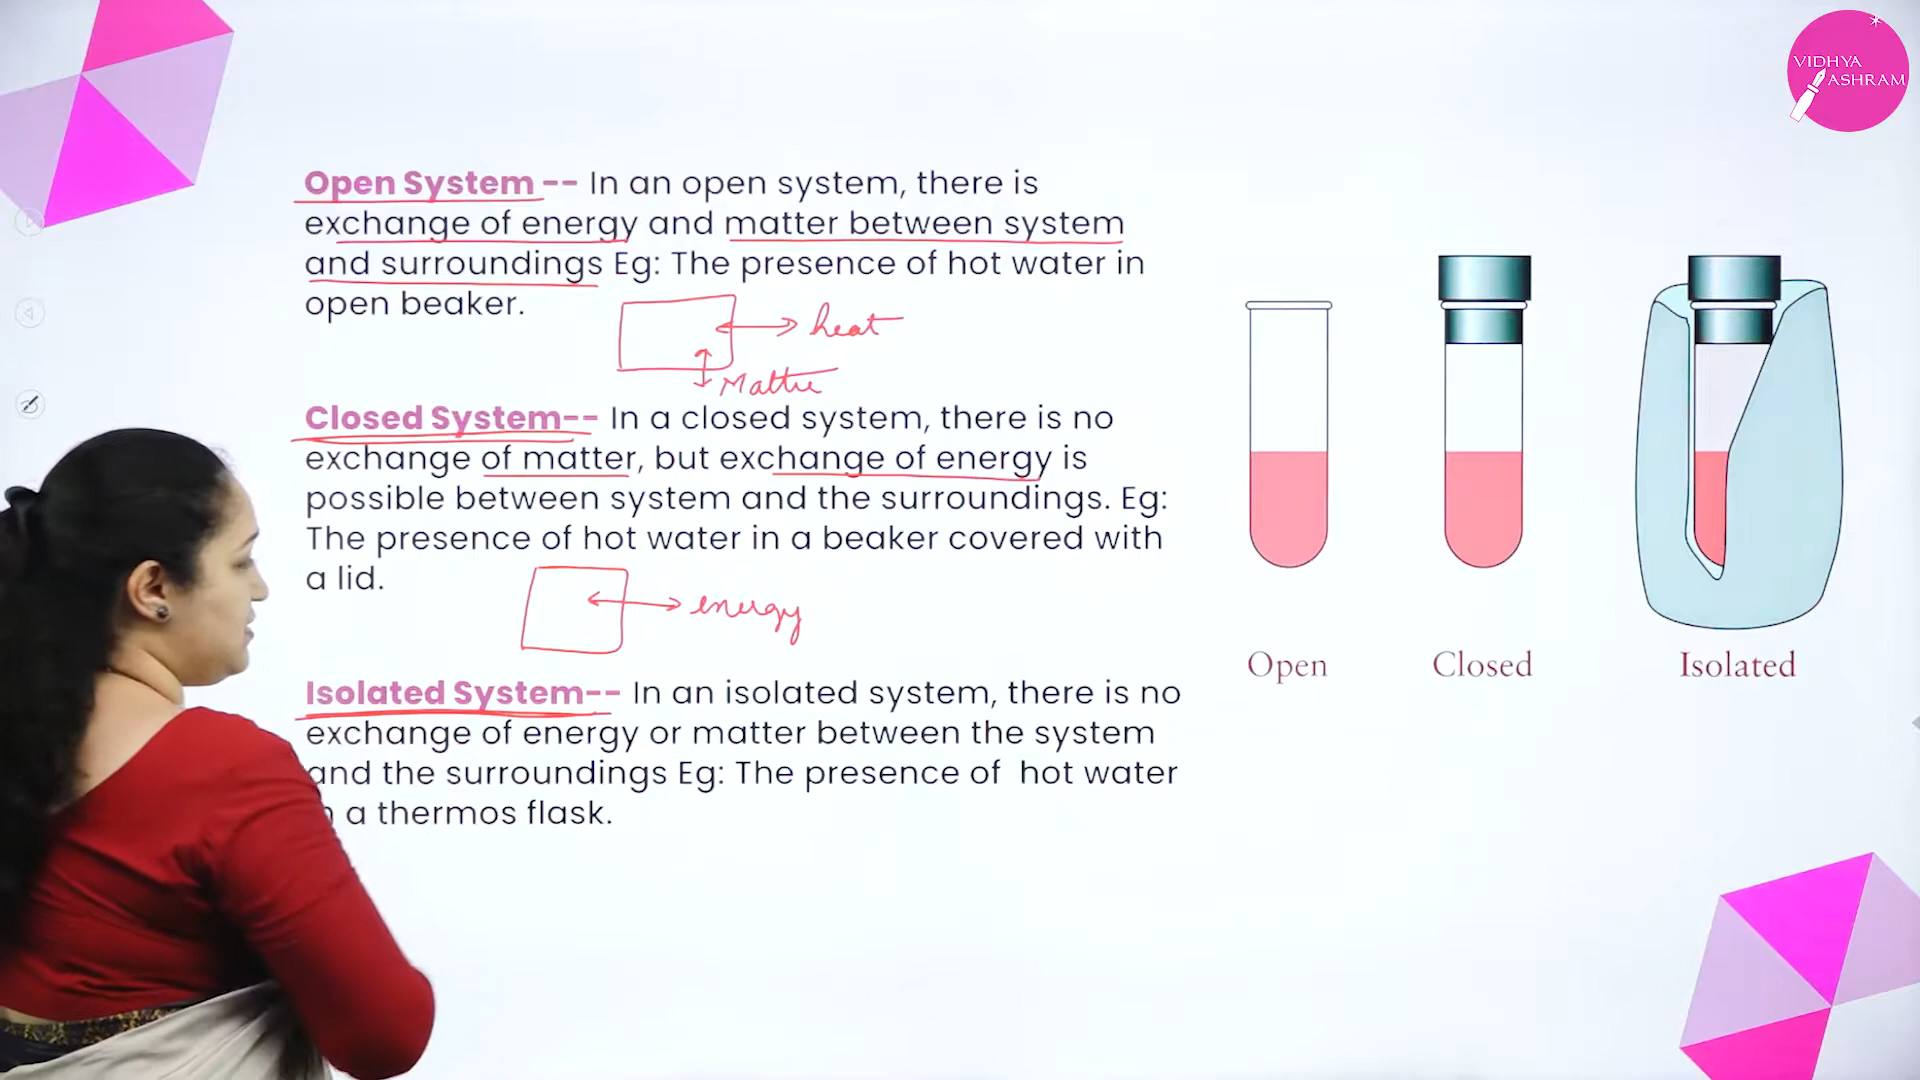 VIDHYA
ASHRAM
Open System -- In an open system, there is
exchange of energy and matter between system
and surroundings Eg: The presence of hot water in
open beaker.
heat
Matter
Closed System-- In a closed system, there is no
exchange of matter, but exchange of energy is
possible between system and the surroundings. Eg:
The presence of hot water in a beaker covered with
a lid.
energy
Isolated System-- In an isolated system, there is no
exchange of energy or matter between the system
and the surroundings Eg: The presence of hot water
a thermos flask.
Open
Closed
Isolated